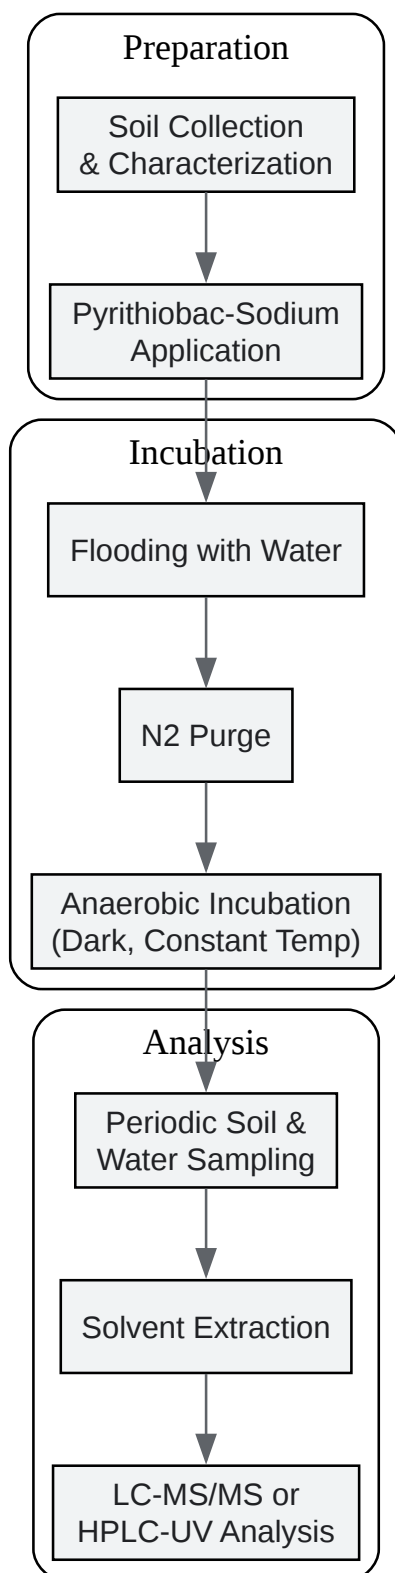 Preparation
Soil Collection
& Characterization
Pyrithiobac-Sodium
Application
Incubation
Flooding with Water
N2 Purge
Anaerobic Incubation
(Dark, Constant Temp)
Analysis
Periodic Soil &
Water Sampling
Solvent Extraction
LC-MS/MS or
HPLC-UV Analysis